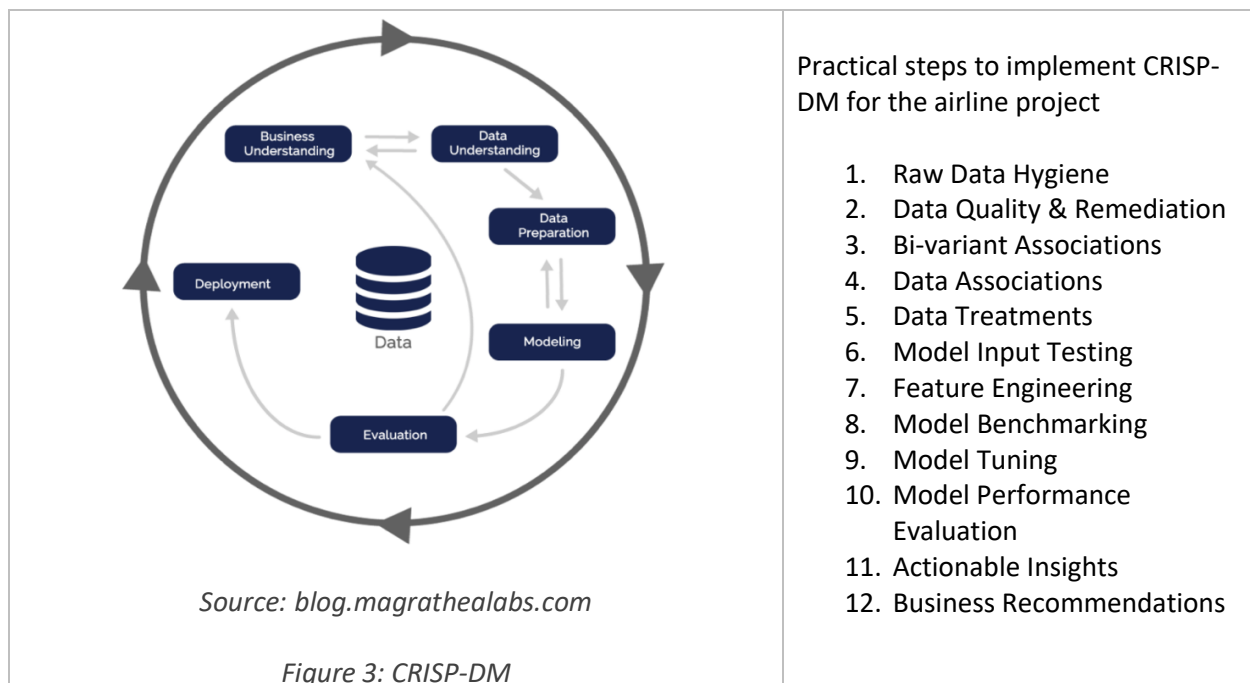 Business
Understanding
Data
Understanding
Data
Preparation
Deployment
Data
Modeling
Evaluation
Source: blog.magrathealabs.com
Figure 3: CRISP-DM
Practical steps to implement CRISP-
DM for the airline project
1. Raw Data Hygiene
2. Data Quality & Remediation
3. Bi-variant Associations
4. Data Associations
5. Data Treatments
6. Model Input Testing
7. Feature Engineering
8. Model Benchmarking
9. Model Tuning
10. Model Performance
Evaluation
11. Actionable Insights
12. Business Recommendations